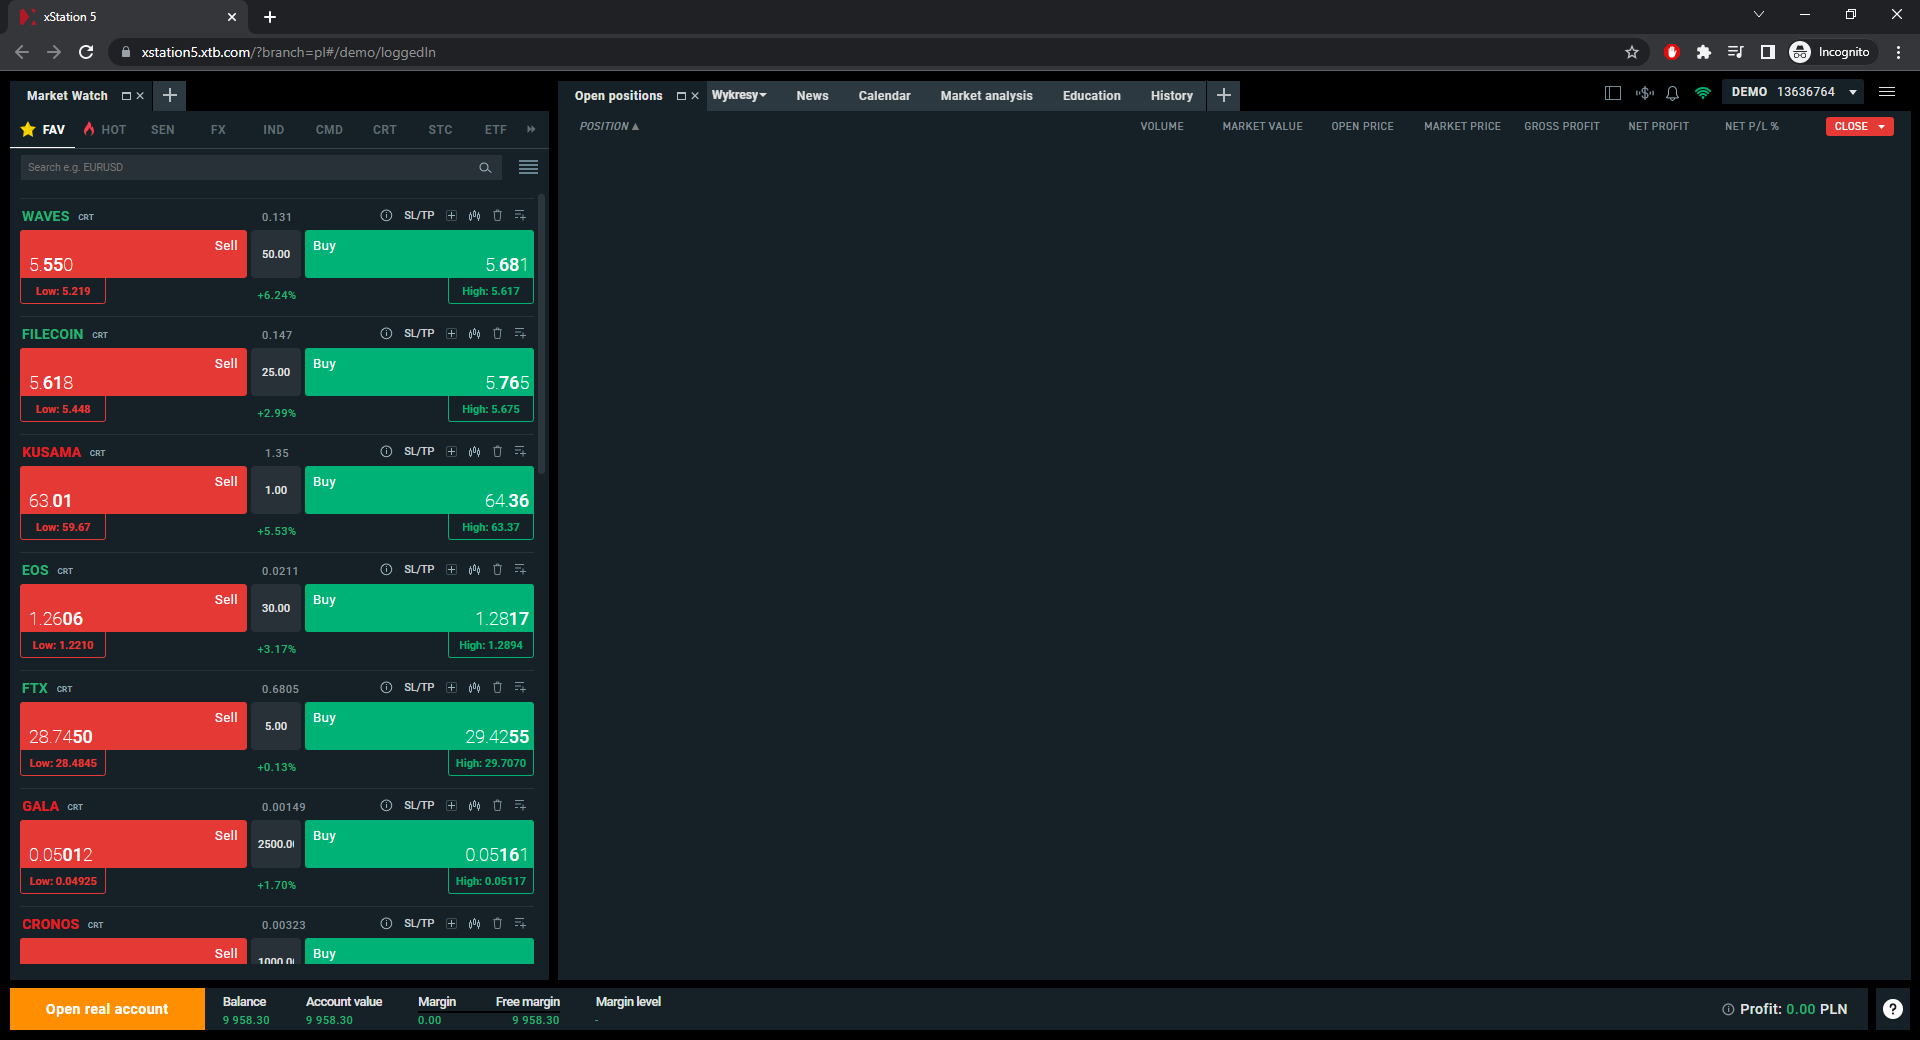 xStation 5
xstation5.xtb.com/?branch=pl#/demo/loggedIn
Incognito
Market Watch
FAV HOT SEN FX IND CMD CRT STC ETF
Search e.g. EURUSD
WAVES CRT 0.131 SL/TP
Sell 50.00 Buy
5.550 5.681
Low: 5.219 +6.24% High: 5.617
FILECOIN CRT 0.147 SL/TP
Sell 25.00 Buy
5.618 5.765
Low: 5.448 +2.99% High: 5.675
KUSAMA CRT 1.35 SL/TP
Sell 1.00 Buy
63.01 64.36
Low: 59.67 +5.53% High: 63.37
EOS CRT 0.0211 SL/TP
Sell 30.00 Buy
1.2606 1.2817
Low: 1.2210 +3.17% High: 1.2894
FTX CRT 0.6805 SL/TP
Sell 5.00 Buy
28.7450 29.4255
Low: 28.4845 +0.13% High: 29.7070
GALA CRT 0.00149 SL/TP
Sell 2500.0 Buy
0.05012 0.05161
Low: 0.04925 +1.70% High: 0.05117
CRONOS CRT 0.00323 SL/TP
Sell 1000.0 Buy
Open positions Wykresy News Calendar Market analysis Education History
DEMO 13636764
POSITION VOLUME MARKET VALUE OPEN PRICE MARKET PRICE GROSS PROFIT NET PROFIT NET P/L % CLOSE
Open real account
Balance Account value Margin Free margin Margin level
9 958.30 9 958.30 0.00 9 958.30 -
Profit: 0.00 PLN
?